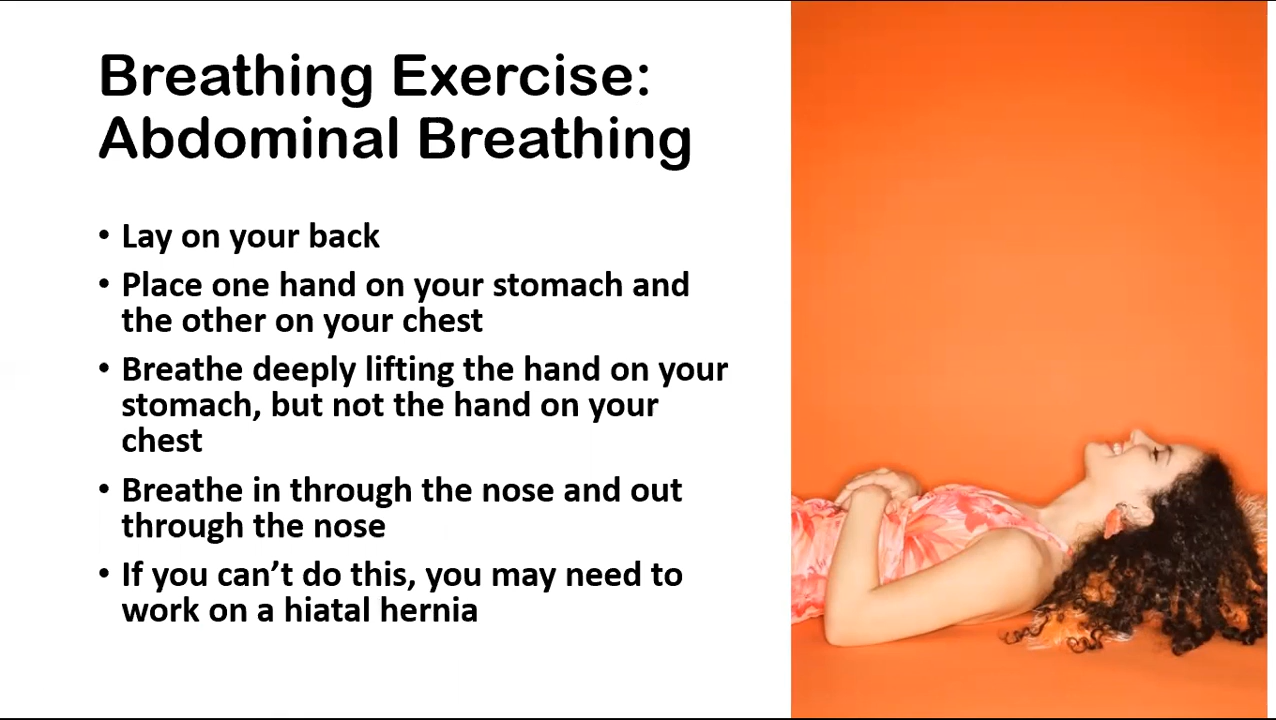 Breathing Exercise:
Abdominal Breathing
• Lay on your back
• Place one hand on your stomach and
the other on your chest
• Breathe deeply lifting the hand on your
stomach, but not the hand on your
chest
• Breathe in through the nose and out
through the nose
• If you can’t do this, you may need to
work on a hiatal hernia